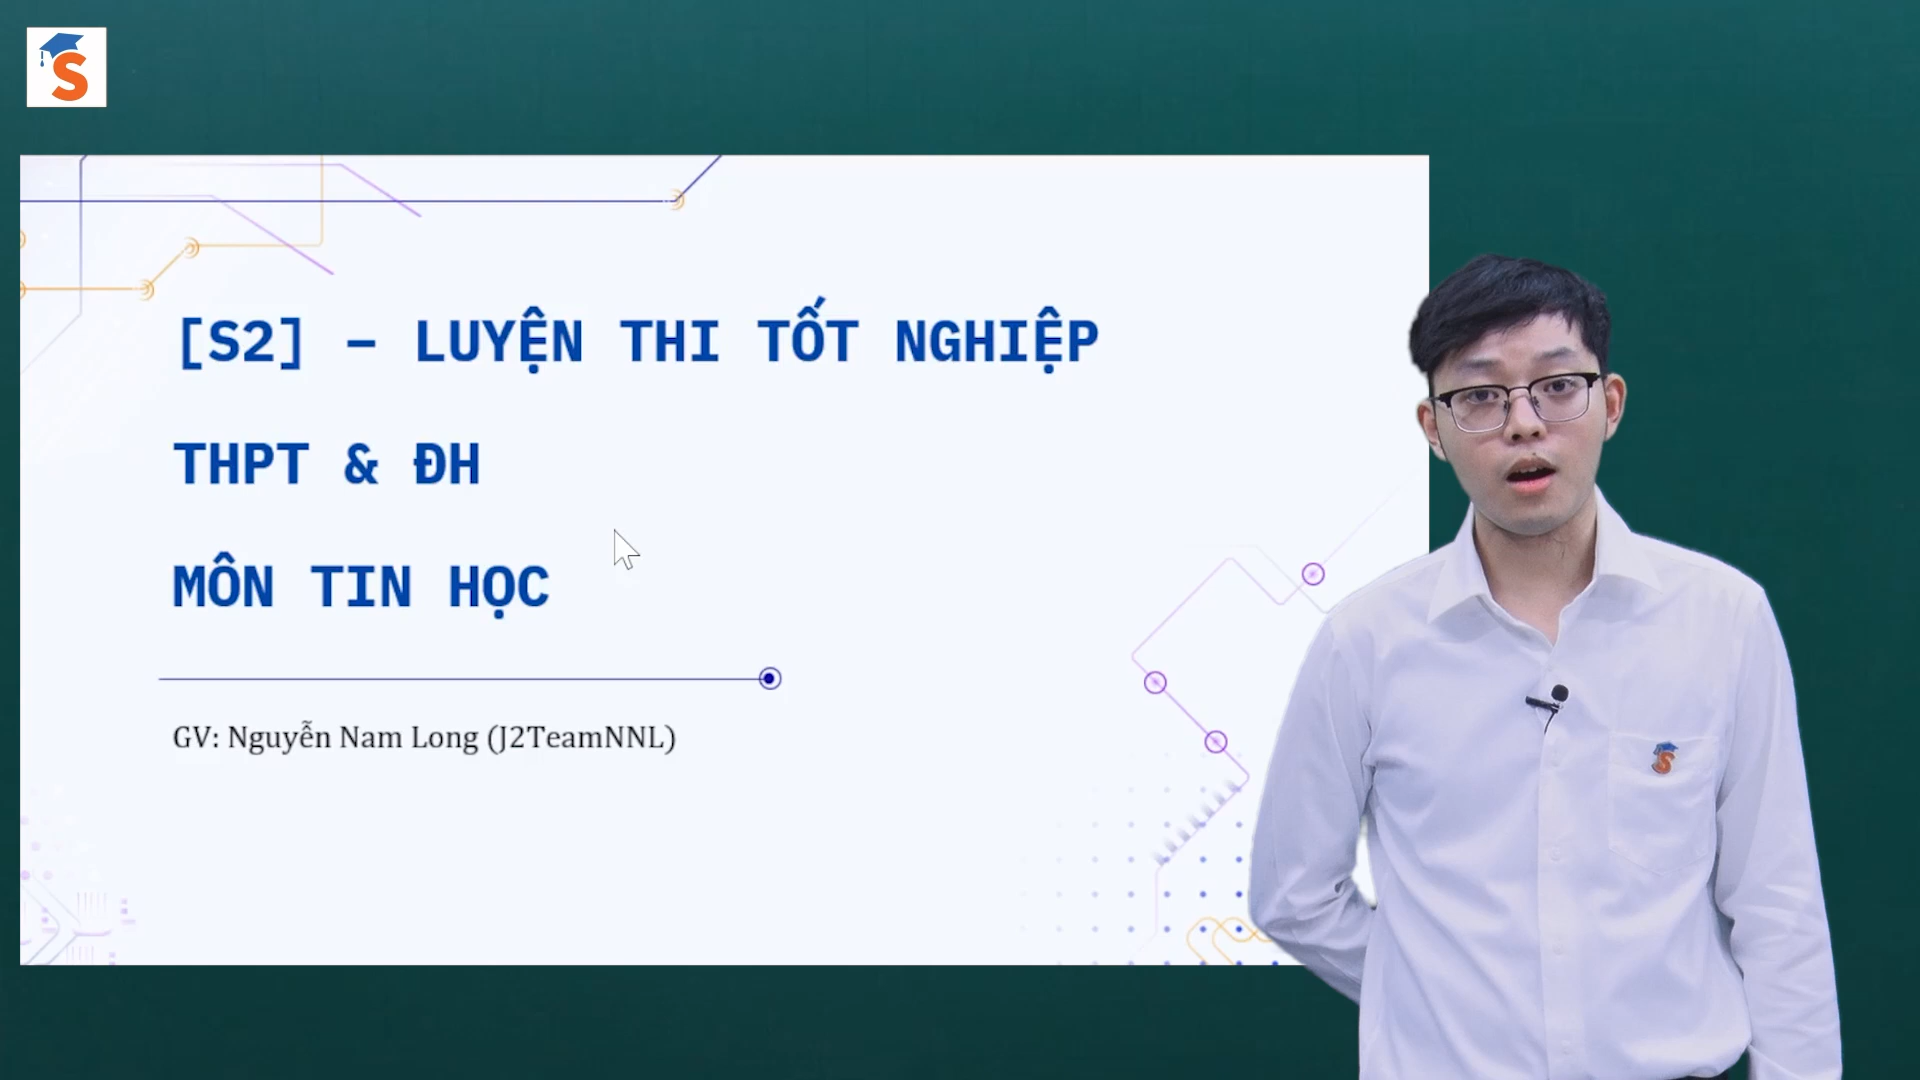 S
[S2] – LUYỆN THI TỐT NGHIỆP
THPT & ĐH
MÔN TIN HỌC
GV: Nguyễn Nam Long (J2TeamNNL)
S